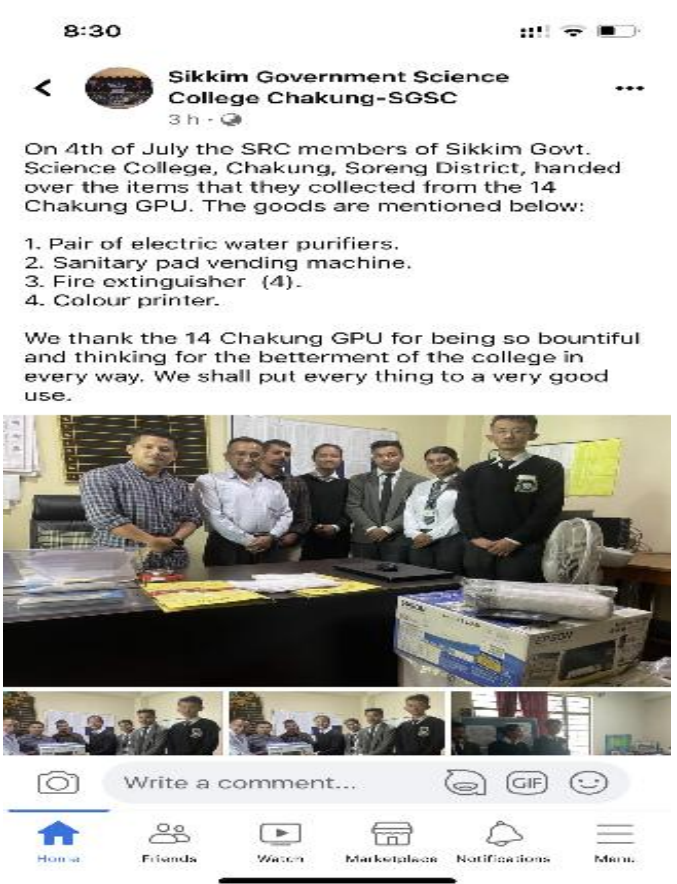 8:30
Sikkim Government Science
College Chakung-SGSC
3 h ·
On 4th of July the SRC members of Sikkim Govt.
Science College, Chakung, Soreng District, handed
over the items that they collected from the 14
Chakung GPU. The goods are mentioned below:
1. Pair of electric water purifiers.
2. Sanitary pad vending machine.
3. Fire extinguisher (4).
4. Colour printer.
We thank the 14 Chakung GPU for being so bountiful
and thinking for the betterment of the college in
every way. We shall put every thing to a very good
use.
EPSON
EPSON
Write a comment...
GIF
Home
Friends
Watch
Marketplace
Notifications
Menu